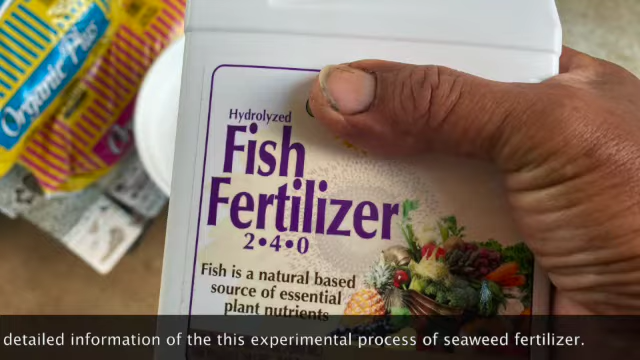 Organic Plus
Hydrolyzed
Fish
Fertilizer
2•4•0
Fish is a natural based
source of essential
plant nutrients
detailed information of the this experimental process of seaweed fertilizer.